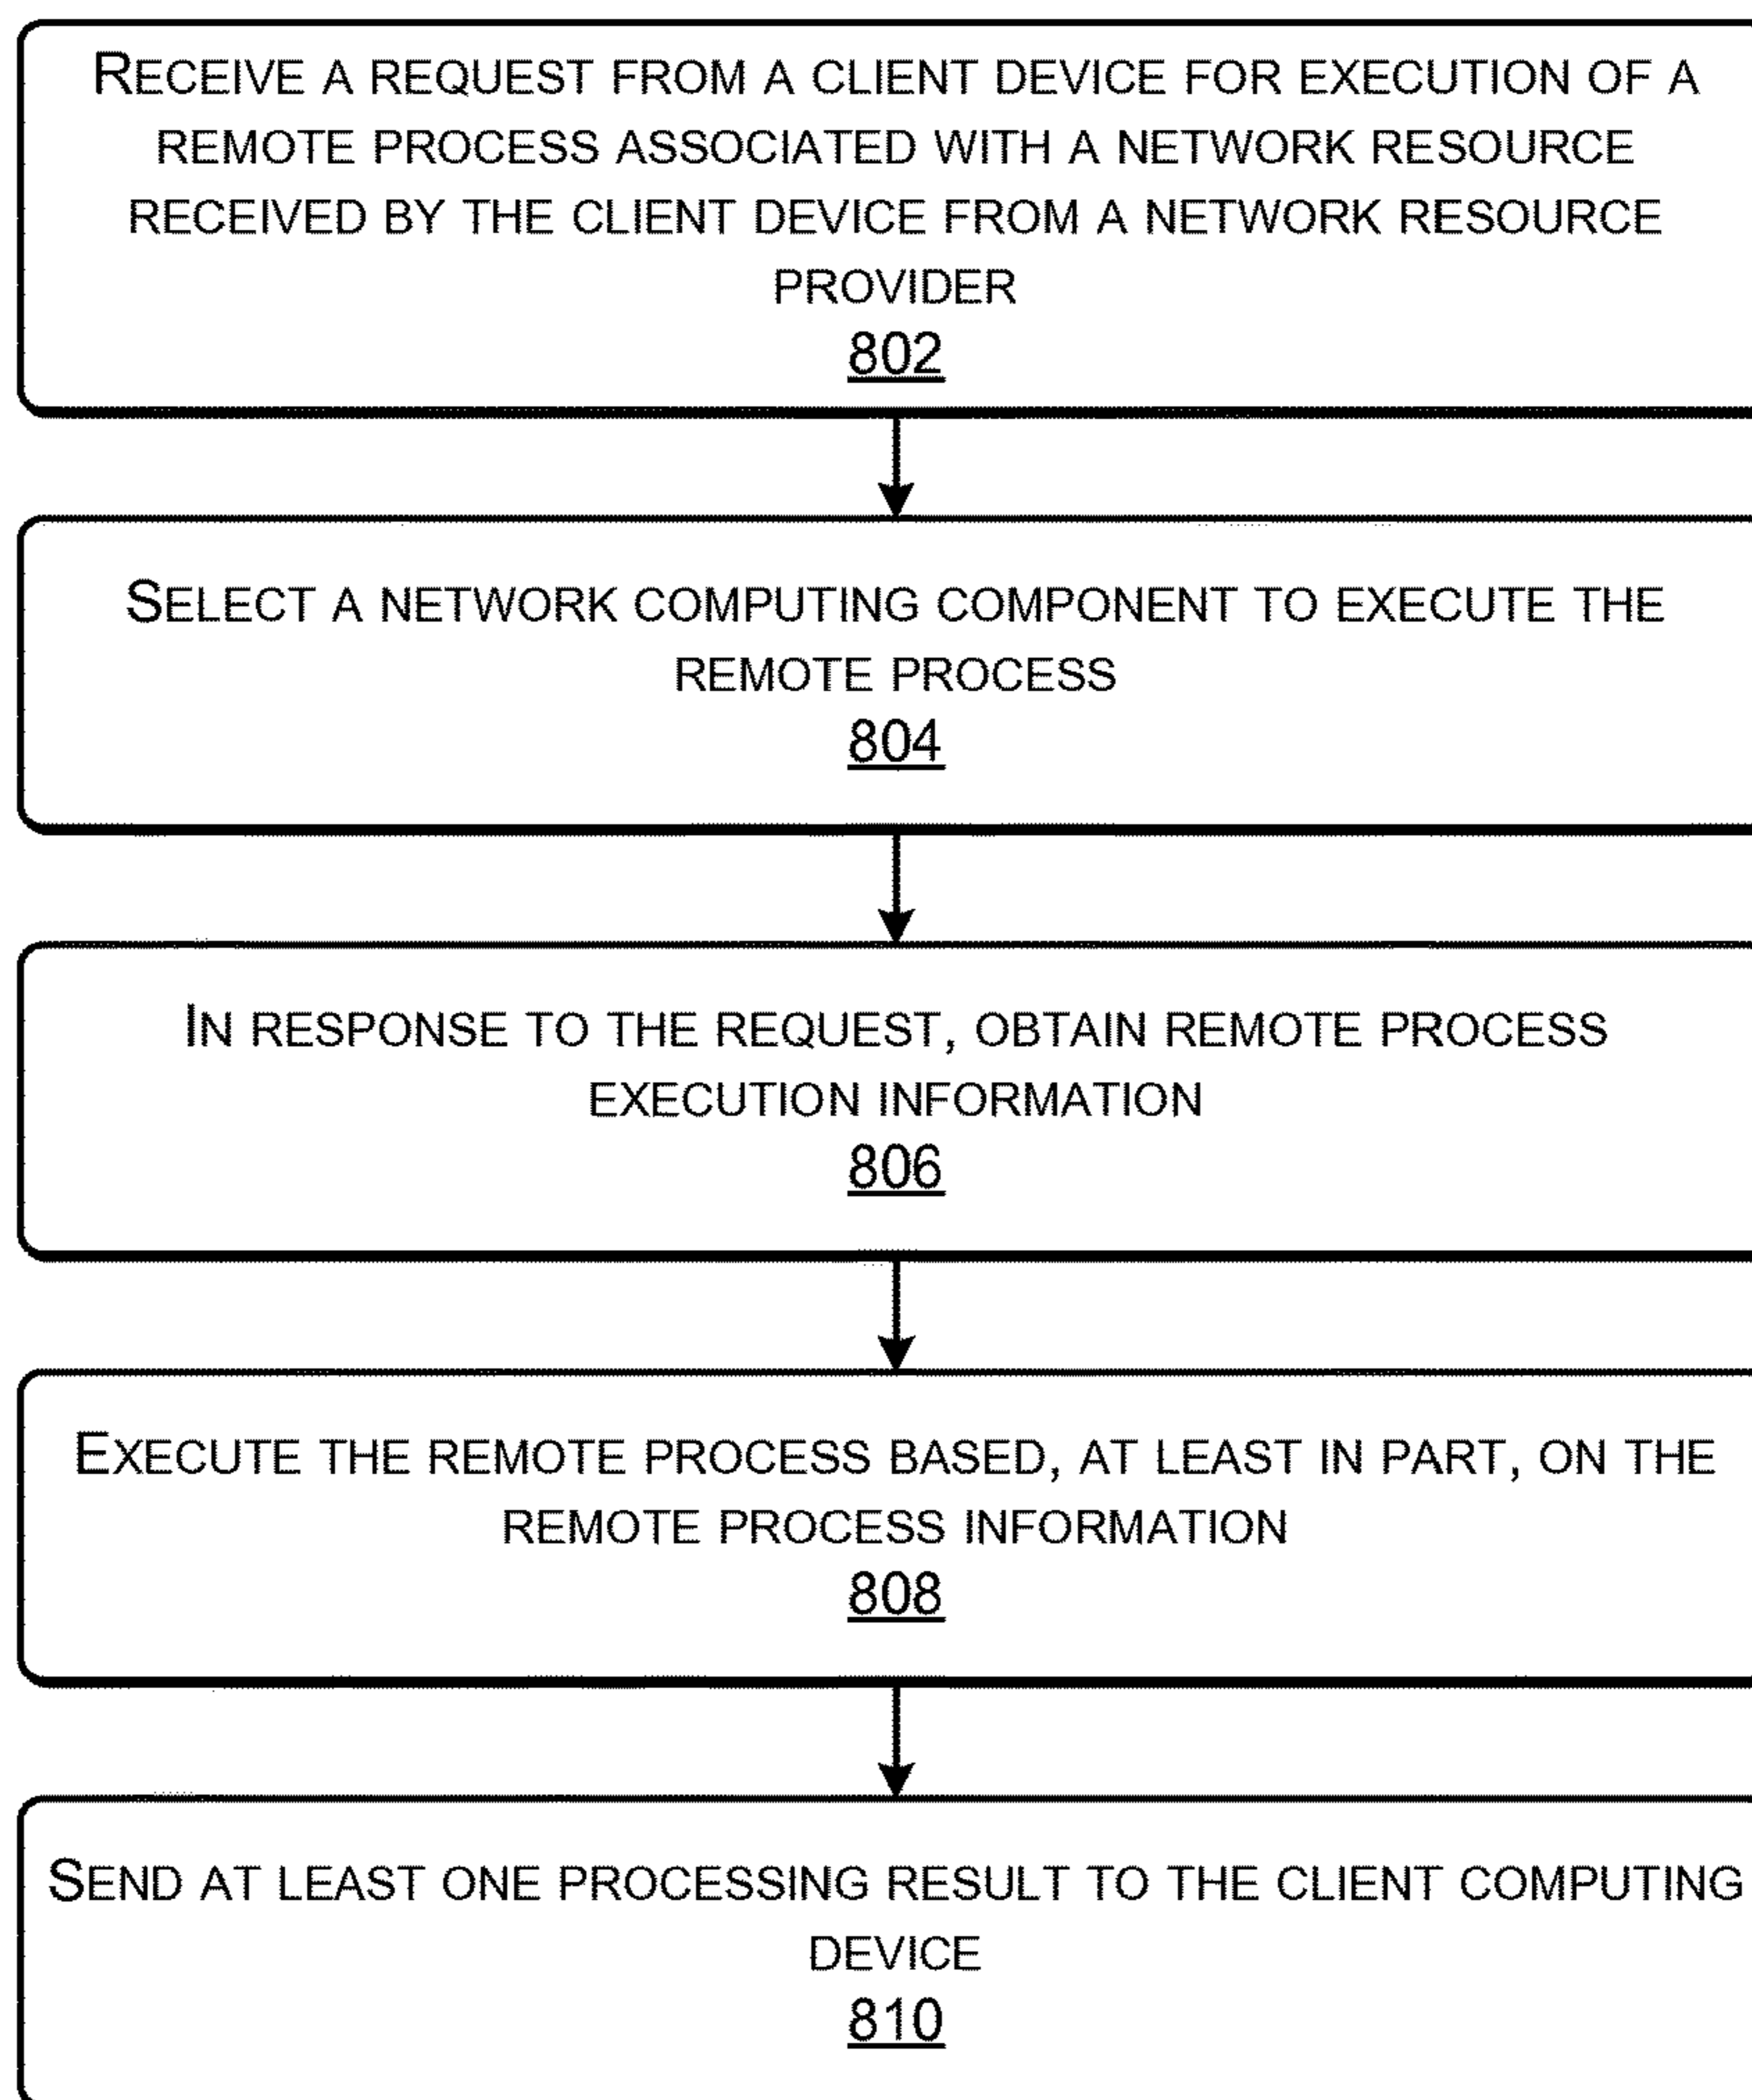 RECEIVE A REQUEST FROM A CLIENT DEVICE FOR EXECUTION OF A
REMOTE PROCESS ASSOCIATED WITH A NETWORK RESOURCE
RECEIVED BY THE CLIENT DEVICE FROM A NETWORK RESOURCE
PROVIDER
802
SELECT A NETWORK COMPUTING COMPONENT TO EXECUTE THE
REMOTE PROCESS
804
IN RESPONSE TO THE REQUEST, OBTAIN REMOTE PROCESS
EXECUTION INFORMATION
806
EXECUTE THE REMOTE PROCESS BASED, AT LEAST IN PART, ON THE
REMOTE PROCESS INFORMATION
808
SEND AT LEAST ONE PROCESSING RESULT TO THE CLIENT COMPUTING
DEVICE
810